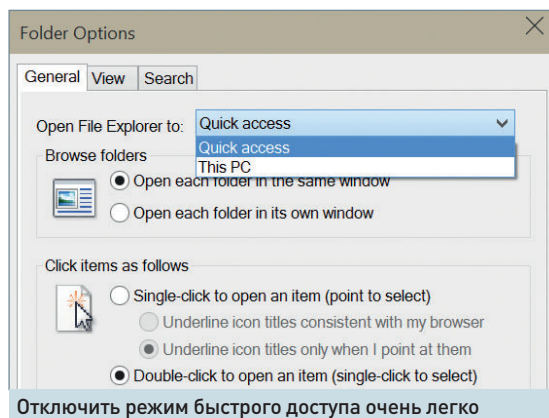 Folder Options
General View Search
Open File Explorer to: Quick access
Quick access
This PC
Browse folders
Open each folder in the same window
Open each folder in its own window
Click items as follows
Single-click to open an item (point to select)
Underline icon titles consistent with my browser
Underline icon titles only when I point at them
Double-click to open an item (single-click to select)
Отключить режим быстрого доступа очень легко